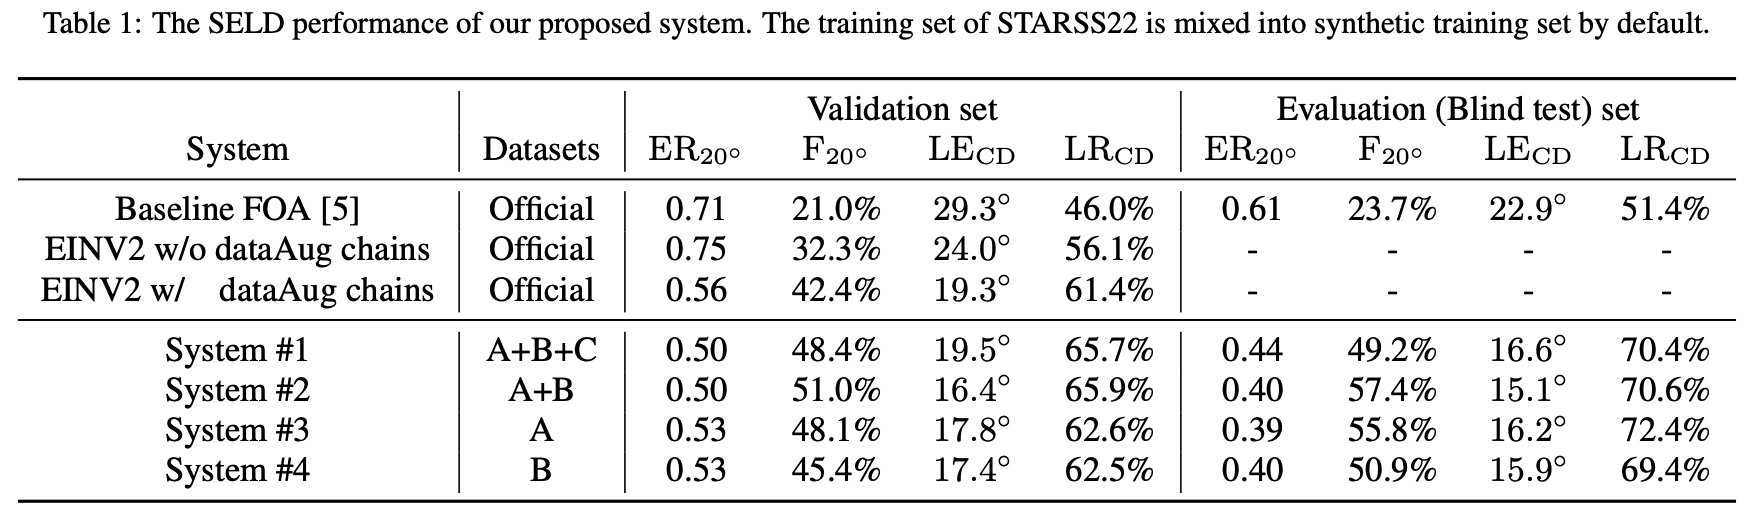 Table 1: The SELD performance of our proposed system. The training set of STARSS22 is mixed into synthetic training set by default.
Validation set Evaluation (Blind test) set
System Datasets ER20° F20° LECD LRCD ER20° F20° LECD LRCD
Baseline FOA [5] Official 0.71 21.0% 29.3° 46.0% 0.61 23.7% 22.9° 51.4%
EINV2 w/o dataAug chains Official 0.75 32.3% 24.0° 56.1% - - - -
EINV2 w/ dataAug chains Official 0.56 42.4% 19.3° 61.4% - - - -
System #1 A+B+C 0.50 48.4% 19.5° 65.7% 0.44 49.2% 16.6° 70.4%
System #2 A+B 0.50 51.0% 16.4° 65.9% 0.40 57.4% 15.1° 70.6%
System #3 A 0.53 48.1% 17.8° 62.6% 0.39 55.8% 16.2° 72.4%
System #4 B 0.53 45.4% 17.4° 62.5% 0.40 50.9% 15.9° 69.4%